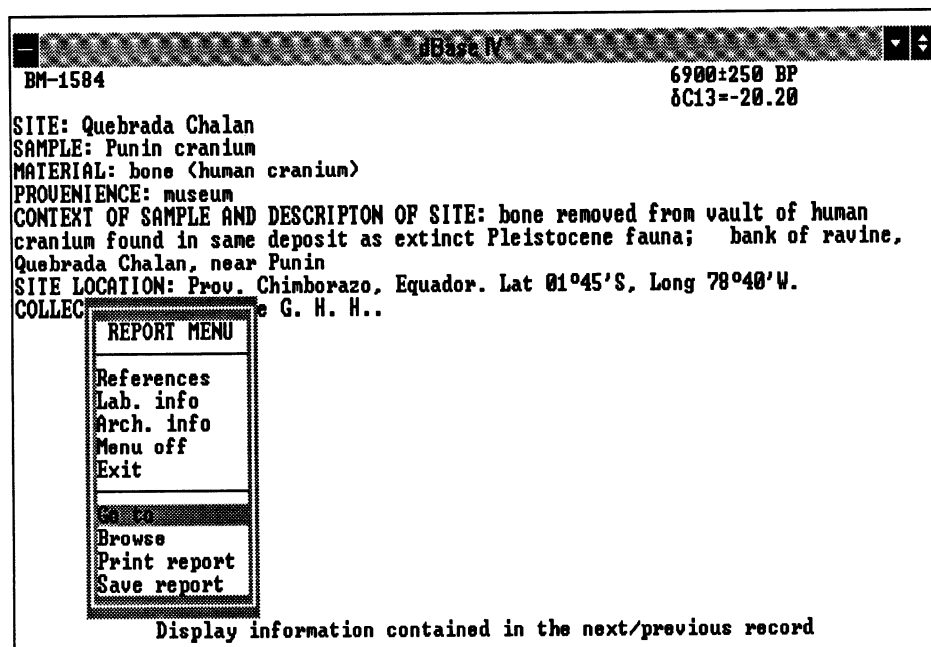 dBase IV
BM-1584 6900±250 BP
δC13=-20.20
SITE: Quebrada Chalan
SAMPLE: Punin cranium
MATERIAL: bone (human cranium)
PROVENIENCE: museum
CONTEXT OF SAMPLE AND DESCRIPTON OF SITE: bone removed from vault of human
cranium found in same deposit as extinct Pleistocene fauna; bank of ravine,
Quebrada Chalan, near Punin
SITE LOCATION: Prov. Chimborazo, Equador. Lat 01º45'S, Long 78º40'W.
COLLEC e G. H. H..
REPORT MENU
References
Lab. info
Arch. info
Menu off
Exit
Go to
Browse
Print report
Save report
Display information contained in the next/previous record